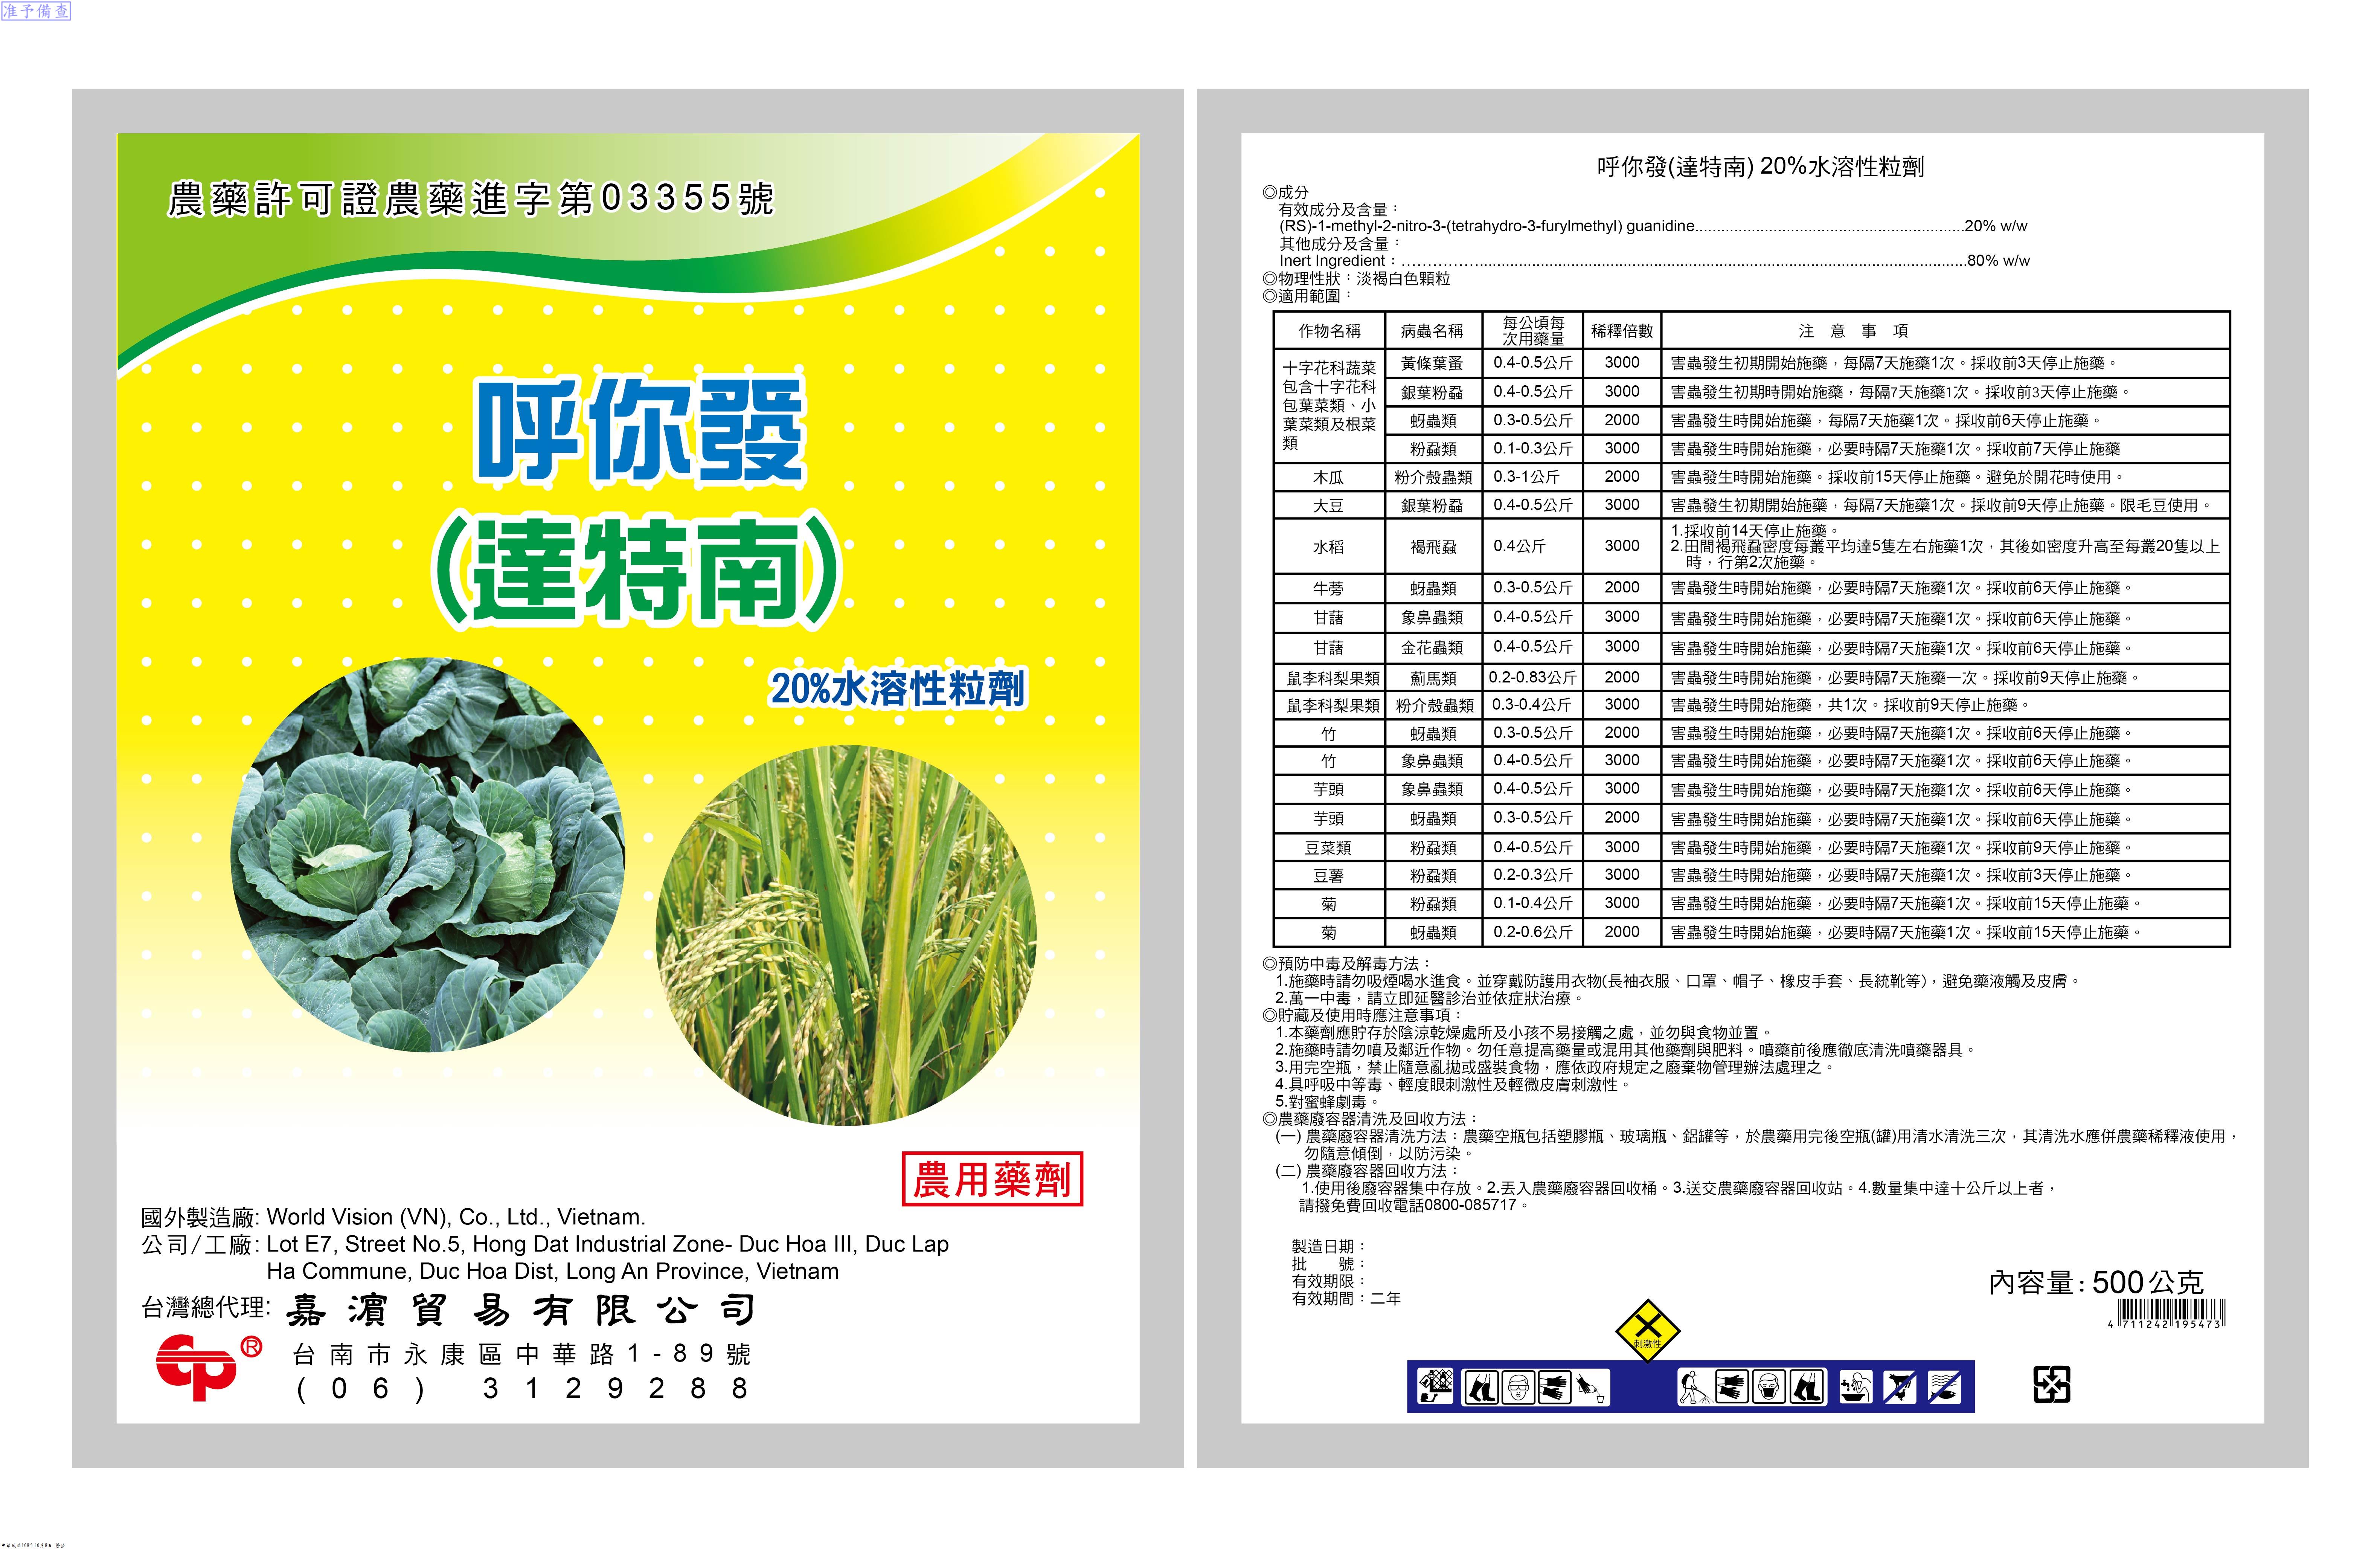 准予備查
農藥許可證農藥進字第03355號
呼你發
(達特南)
20%水溶性粒劑
農用藥劑
國外製造廠: World Vision (VN), Co., Ltd., Vietnam.
公司/工廠: Lot E7, Street No.5, Hong Dat Industrial Zone- Duc Hoa III, Duc Lap
Ha Commune, Duc Hoa Dist, Long An Province, Vietnam
台灣總代理: 嘉濱貿易有限公司
CP®
台南市永康區中華路1-89號
(06) 3129288
呼你發(達特南) 20%水溶性粒劑
◎成分
有效成分及含量：
(RS)-1-methyl-2-nitro-3-(tetrahydro-3-furylmethyl) guanidine..............................................................20% w/w
其他成分及含量：
Inert Ingredient：................................................................................................................................80% w/w
◎物理性狀：淡褐白色顆粒
◎適用範圍：
作物名稱 病蟲名稱 每公頃每次用藥量 稀釋倍數 注 意 事 項
十字花科蔬菜包含十字花科包葉菜類、小葉菜類及根菜類 黃條葉蚤 0.4-0.5公斤 3000 害蟲發生初期開始施藥，每隔7天施藥1次。採收前3天停止施藥。
銀葉粉蝨 0.4-0.5公斤 3000 害蟲發生初期時開始施藥，每隔7天施藥1次。採收前3天停止施藥。
蚜蟲類 0.3-0.5公斤 2000 害蟲發生時開始施藥，每隔7天施藥1次。採收前6天停止施藥。
粉蝨類 0.1-0.3公斤 3000 害蟲發生時開始施藥，必要時隔7天施藥1次。採收前7天停止施藥
木瓜 粉介殼蟲類 0.3-1公斤 2000 害蟲發生時開始施藥。採收前15天停止施藥。避免於開花時使用。
大豆 銀葉粉蝨 0.4-0.5公斤 3000 害蟲發生初期開始施藥，每隔7天施藥1次。採收前9天停止施藥。限毛豆使用。
水稻 褐飛蝨 0.4公斤 3000 1.採收前14天停止施藥。
2.田間褐飛蝨密度每叢平均達5隻左右施藥1次，其後如密度升高至每叢20隻以上
時，行第2次施藥。
牛蒡 蚜蟲類 0.3-0.5公斤 2000 害蟲發生時開始施藥，必要時隔7天施藥1次。採收前6天停止施藥。
甘藷 象鼻蟲類 0.4-0.5公斤 3000 害蟲發生時開始施藥，必要時隔7天施藥1次。採收前6天停止施藥。
甘藷 金花蟲類 0.4-0.5公斤 3000 害蟲發生時開始施藥，必要時隔7天施藥1次。採收前6天停止施藥。
鼠李科梨果類 薊馬類 0.2-0.83公斤 2000 害蟲發生時開始施藥，必要時隔7天施藥一次。採收前9天停止施藥。
鼠李科梨果類 粉介殼蟲類 0.3-0.4公斤 3000 害蟲發生時開始施藥，共1次。採收前9天停止施藥。
竹 蚜蟲類 0.3-0.5公斤 2000 害蟲發生時開始施藥，必要時隔7天施藥1次。採收前6天停止施藥。
竹 象鼻蟲類 0.4-0.5公斤 3000 害蟲發生時開始施藥，必要時隔7天施藥1次。採收前6天停止施藥。
芋頭 象鼻蟲類 0.4-0.5公斤 3000 害蟲發生時開始施藥，必要時隔7天施藥1次。採收前6天停止施藥。
芋頭 蚜蟲類 0.3-0.5公斤 2000 害蟲發生時開始施藥，必要時隔7天施藥1次。採收前6天停止施藥。
豆菜類 粉蝨類 0.4-0.5公斤 3000 害蟲發生時開始施藥，必要時隔7天施藥1次。採收前9天停止施藥。
豆薯 粉蝨類 0.2-0.3公斤 3000 害蟲發生時開始施藥，必要時隔7天施藥1次。採收前3天停止施藥。
菊 粉蝨類 0.1-0.4公斤 3000 害蟲發生時開始施藥，必要時隔7天施藥1次。採收前15天停止施藥。
菊 蚜蟲類 0.2-0.6公斤 2000 害蟲發生時開始施藥，必要時隔7天施藥1次。採收前15天停止施藥。
◎預防中毒及解毒方法：
1.施藥時請勿吸煙喝水進食。並穿戴防護用衣物(長袖衣服、口罩、帽子、橡皮手套、長統靴等)，避免藥液觸及皮膚。
2.萬一中毒，請立即延醫診治並依症狀治療。
◎貯藏及使用時應注意事項：
1.本藥劑應貯存於陰涼乾燥處所及小孩不易接觸之處，並勿與食物並置。
2.施藥時請勿噴及鄰近作物。勿任意提高藥量或混用其他藥劑與肥料。噴藥前後應徹底清洗噴藥器具。
3.用完空瓶，禁止隨意亂拋或盛裝食物，應依政府規定之廢棄物管理辦法處理之。
4.具呼吸中等毒、輕度眼刺激性及輕微皮膚刺激性。
5.對蜜蜂劇毒。
◎農藥廢容器清洗及回收方法：
(一) 農藥廢容器清洗方法：農藥空瓶包括塑膠瓶、玻璃瓶、鋁罐等，於農藥用完後空瓶(罐)用清水清洗三次，其清洗水應併農藥稀釋液使用，
勿隨意傾倒，以防污染。
(二) 農藥廢容器回收方法：
1.使用後廢容器集中存放。2.丟入農藥廢容器回收桶。3.送交農藥廢容器回收站。4.數量集中達十公斤以上者，
請撥免費回收電話0800-085717。
製造日期：
批　　號：
有效期限：
有效期間：二年
內容量: 500公克
4 711242 195473
刺激性